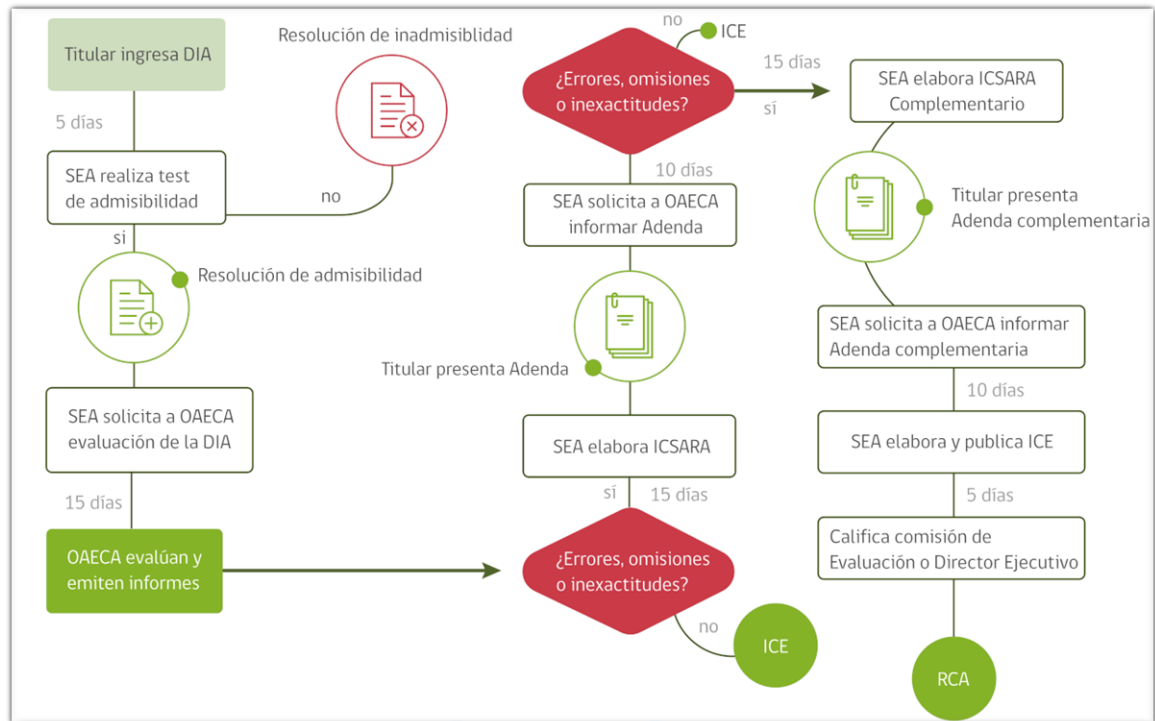 Titular ingresa DIA
5 días
SEA realiza test
de admisibilidad
no
Resolución de inadmisiblidad
si
Resolución de admisibilidad
SEA solicita a OAECA
evaluación de la DIA
15 días
OAECA evalúan y
emiten informes
¿Errores, omisiones
o inexactitudes?
no
ICE
sí
15 días
SEA elabora ICSARA
Titular presenta Adenda
SEA solicita a OAECA
informar Adenda
10 días
¿Errores, omisiones
o inexactitudes?
no
ICE
15 días
sí
SEA elabora ICSARA
Complementario
Titular presenta
Adenda complementaria
SEA solicita a OAECA informar
Adenda complementaria
10 días
SEA elabora y publica ICE
5 días
Califica comisión de
Evaluación o Director Ejecutivo
RCA